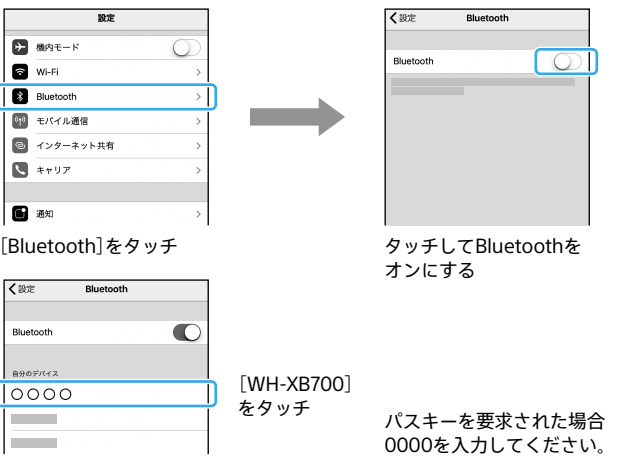 設定
機内モード
Wi-Fi
Bluetooth
モバイル通信
インターネット共有
キャリア
通知
[Bluetooth]をタッチ
設定 Bluetooth
Bluetooth
タッチしてBluetoothを
オンにする
設定 Bluetooth
Bluetooth
自分のデバイス
○○○○
[WH-XB700]
をタッチ
パスキーを要求された場合
0000を入力してください。